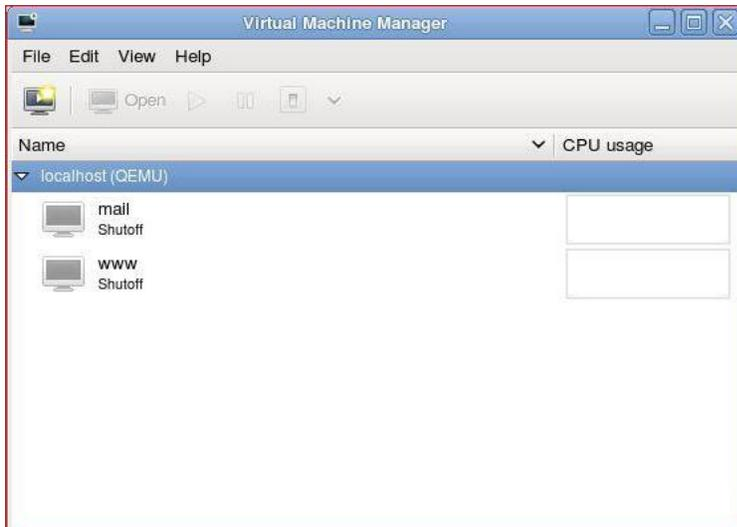 Virtual Machine Manager
File Edit View Help
Open
Name CPU usage
localhost (QEMU)
mail
Shutoff
www
Shutoff